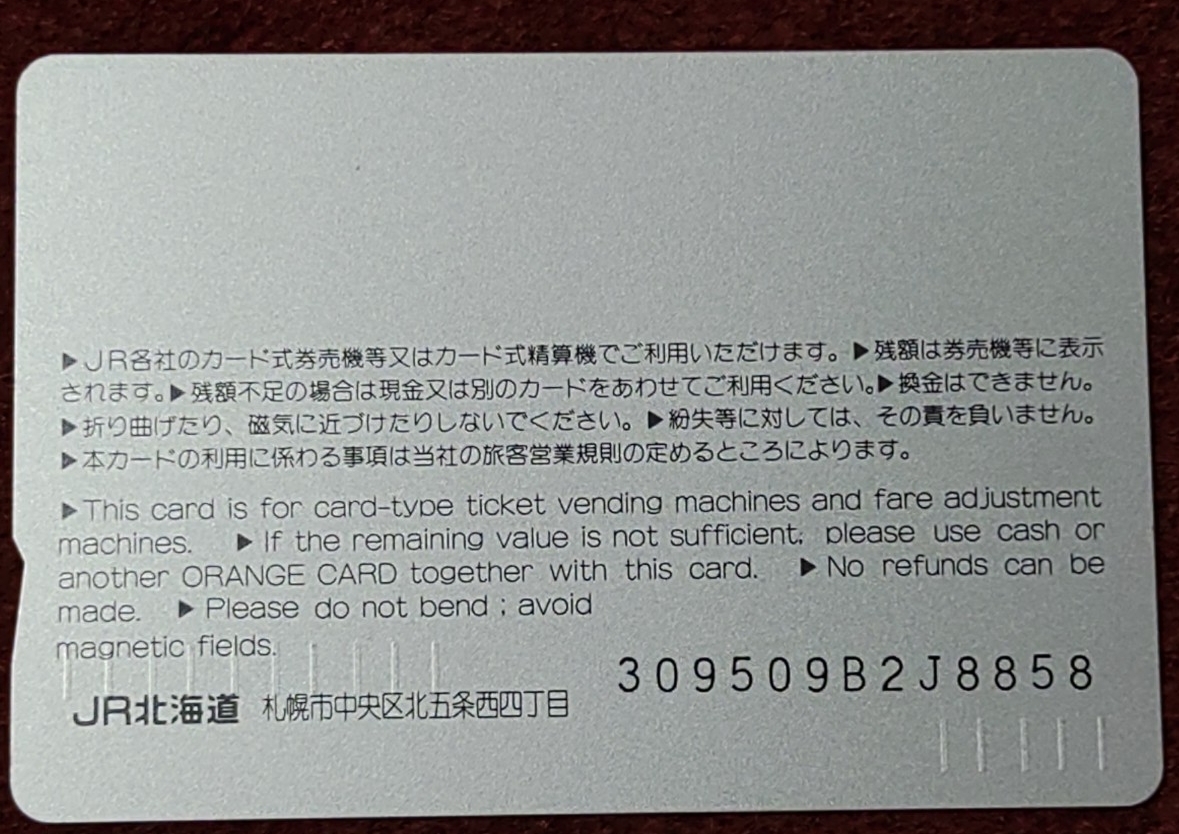 ▶JR各社のカード式券売機等又はカード式精算機でご利用いただけます。▶残額は券売機等に表示
されます。▶残額不足の場合は現金又は別のカードをあわせてご利用ください。▶換金はできません。
▶折り曲げたり、磁気に近づけたりしないでください。▶紛失等に対しては、その責を負いません。
▶本カードの利用に係わる事項は当社の旅客営業規則の定めるところによります。
▶This card is for card-type ticket vending machines and fare adjustment
machines. ▶If the remaining value is not sufficient; please use cash or
another ORANGE CARD together with this card. ▶No refunds can be
made. ▶Please do not bend ; avoid
magnetic fields.
JR北海道 札幌市中央区北五条西四丁目 309509B2J8858